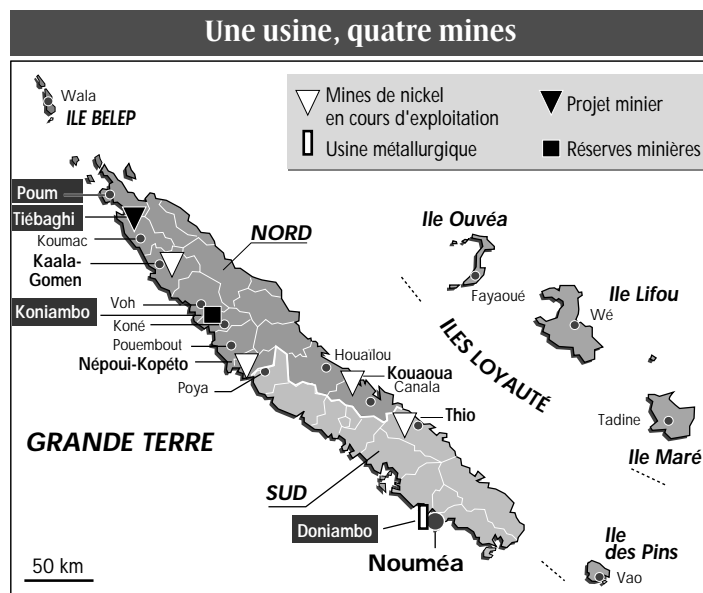 Une usine, quatre mines
Mines de nickel
en cours d'exploitation
Projet minier
Usine métallurgique
Réserves minières
Wala
ILE BELEP
Poum
Tiébaghi
Koumac
Kaala-
Gomen
NORD
Ile Ouvéa
Fayaoué
Ile Lifou
Wé
Voh
Koniambo
Koné
Pouembout
Népoui-Kopéto
Poya
Houaïlou
Kouaoua
Canala
Thio
ILES LOYAUTÉ
Tadine
Ile Maré
GRANDE TERRE
SUD
Doniambo
Nouméa
Ile
des Pins
Vao
50 km